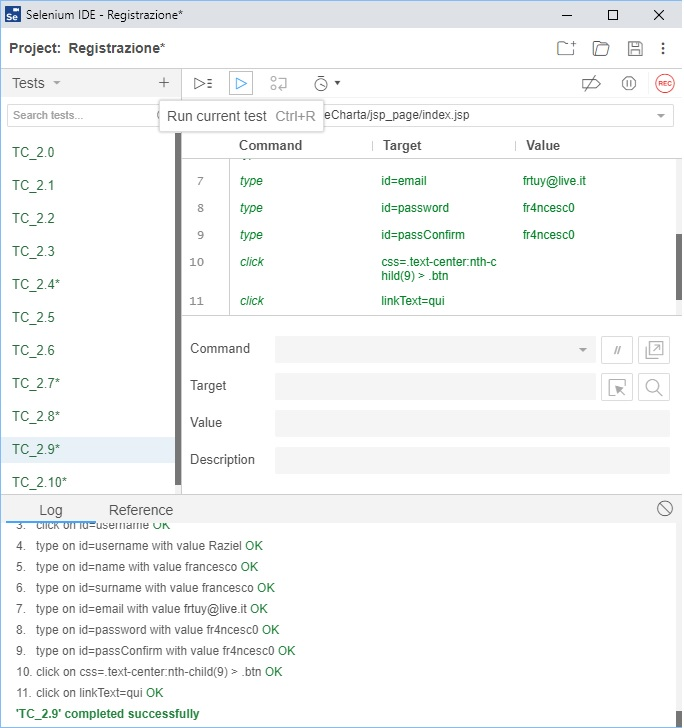 Se Selenium IDE - Registrazione*
Project: Registrazione*
Tests
REC
Search tests...
Run current test Ctrl+R
eCharta/jsp_page/index.jsp
Command Target Value
7 type id=email frtuy@live.it
8 type id=password fr4ncesc0
9 type id=passConfirm fr4ncesc0
10 click css=.text-center:nth-c
hild(9) > .btn
11 click linkText=qui
TC_2.0
TC_2.1
TC_2.2
TC_2.3
TC_2.4*
TC_2.5
TC_2.6
TC_2.7*
TC_2.8*
TC_2.9*
TC_2.10*
Command
//
Target
Value
Description
Log Reference
3. click on id=username OK
4. type on id=username with value Raziel OK
5. type on id=name with value francesco OK
6. type on id=surname with value francesco OK
7. type on id=email with value frtuy@live.it OK
8. type on id=password with value fr4ncesc0 OK
9. type on id=passConfirm with value fr4ncesc0 OK
10. click on css=.text-center:nth-child(9) > .btn OK
11. click on linkText=qui OK
'TC_2.9' completed successfully